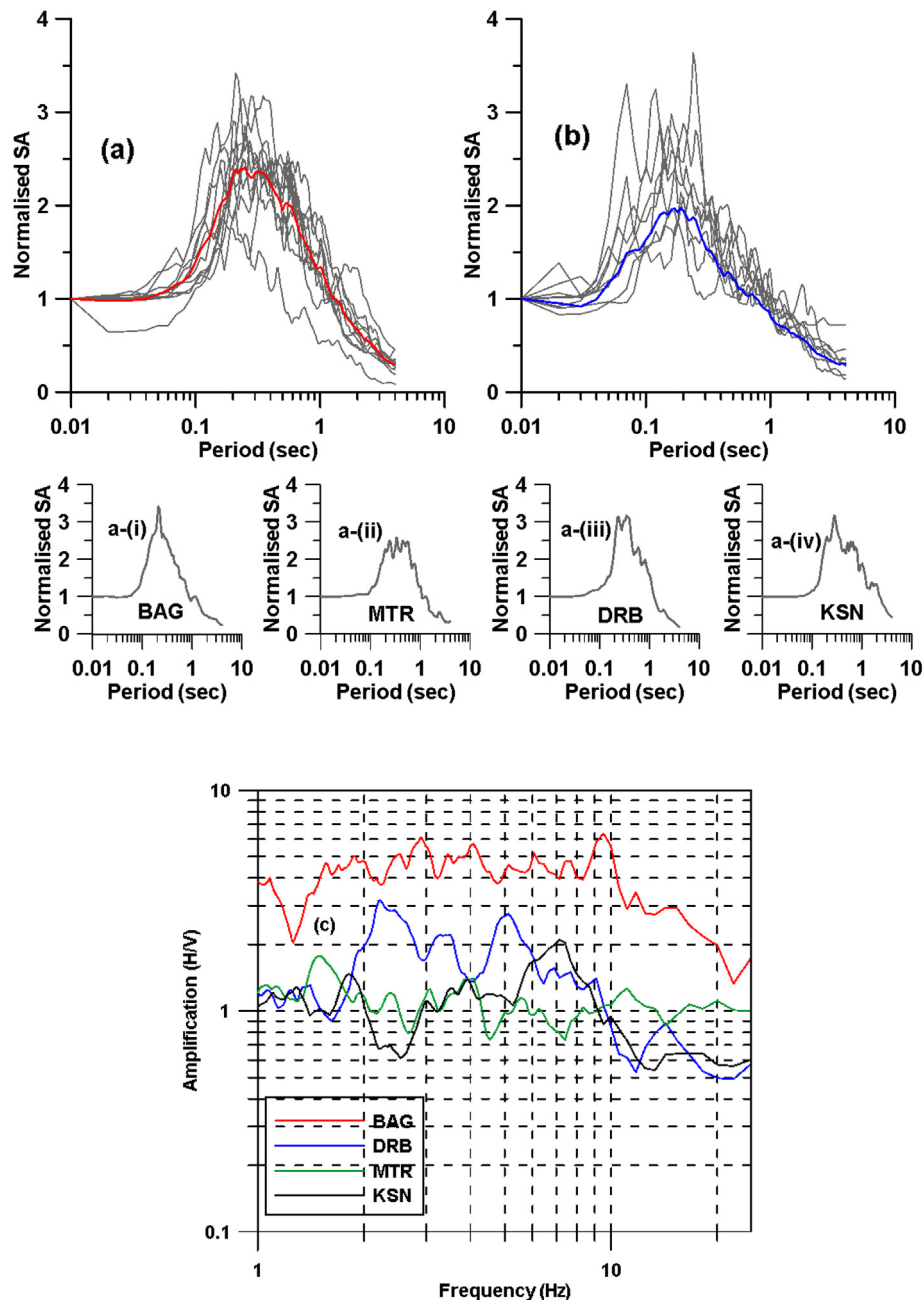 4
3
2
1
0
Normalised SA
(a)
0.01
0.1
1
10
Period (sec)
4
3
2
1
0
Normalised SA
(b)
0.01
0.1
1
10
Period (sec)
4
3
2
1
0
Normalised SA
a-(i)
BAG
0.01
0.1
1
10
Period (sec)
4
3
2
1
0
Normalised SA
a-(ii)
MTR
0.01
0.1
1
10
Period (sec)
4
3
2
1
0
Normalised SA
a-(iii)
DRB
0.01
0.1
1
10
Period (sec)
4
3
2
1
0
Normalised SA
a-(iv)
KSN
0.01
0.1
1
10
Period (sec)
10
1
0.1
Amplification (H/V)
(c)
BAG
DRB
MTR
KSN
1
10
Frequency (Hz)